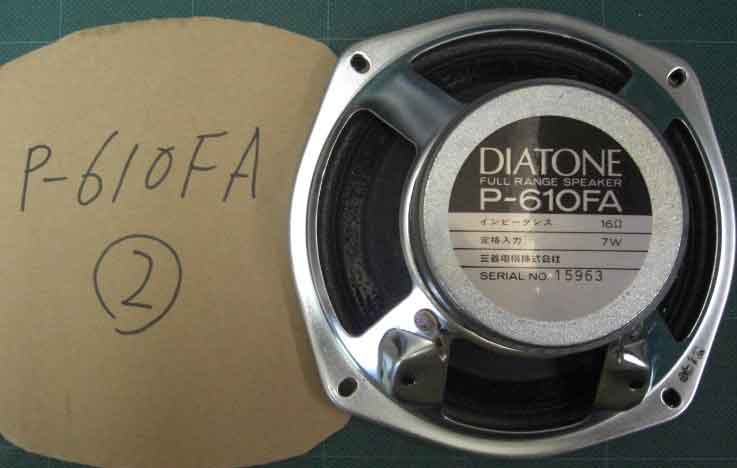 P-610FA
②
DIATONE
FULL RANGE SPEAKER
P-610FA
インピーダンス 16Ω
定格入力 7W
三菱電機株式会社
SERIAL NO. 15963